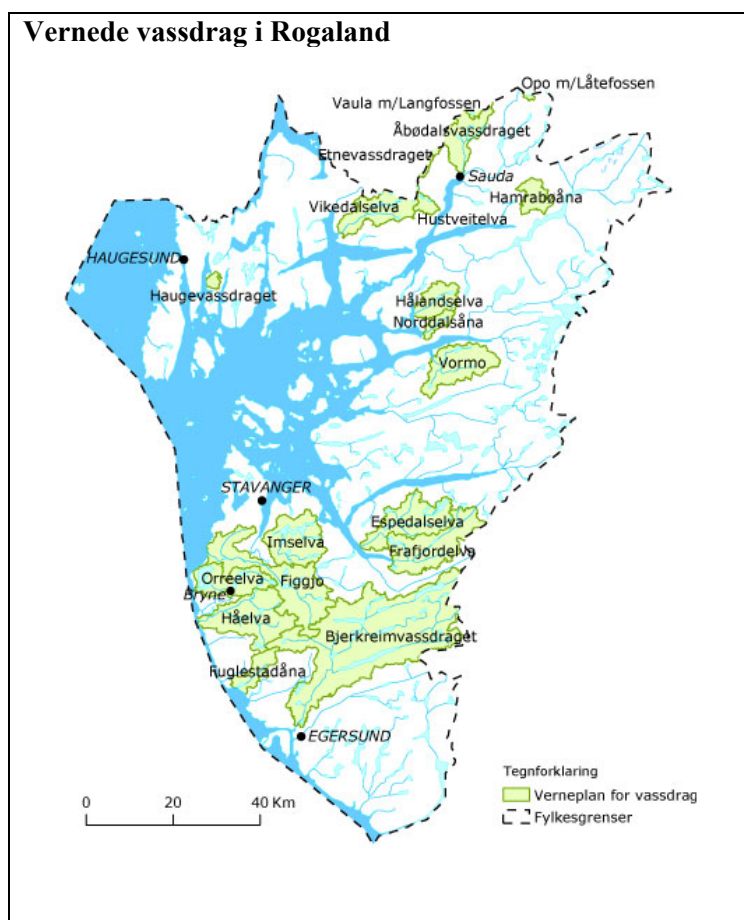 Vernede vassdrag i Rogaland
Opo m/Låtefossen
Vaula m/Langfossen
Åbødalsvassdraget
Etnevassdraget
Sauda
Hamrabøåna
Vikedalselva
Hustveitelva
HAUGESUND
Haugevassdraget
Hålandselva
Norddalsåna
Vormo
STAVANGER
Espedalselva
Imselva
Frafjordelva
Orreelva
Figgjo
Bryne
Håelva
Bjerkreimvassdraget
Fuglestadåna
EGERSUND
Tegnforklaring
0 20 40 Km
Verneplan for vassdrag
Fylkesgrenser